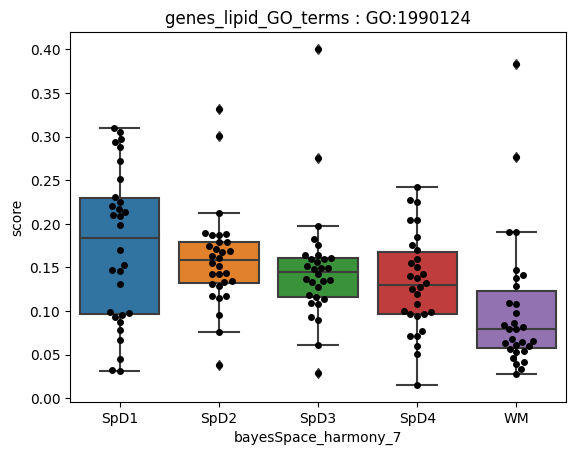 genes_lipid_GO_terms : GO:1990124
score
0.40
0.35
0.30
0.25
0.20
0.15
0.10
0.05
0.00
SpD1 SpD2 SpD3 SpD4 WM
bayesSpace_harmony_7